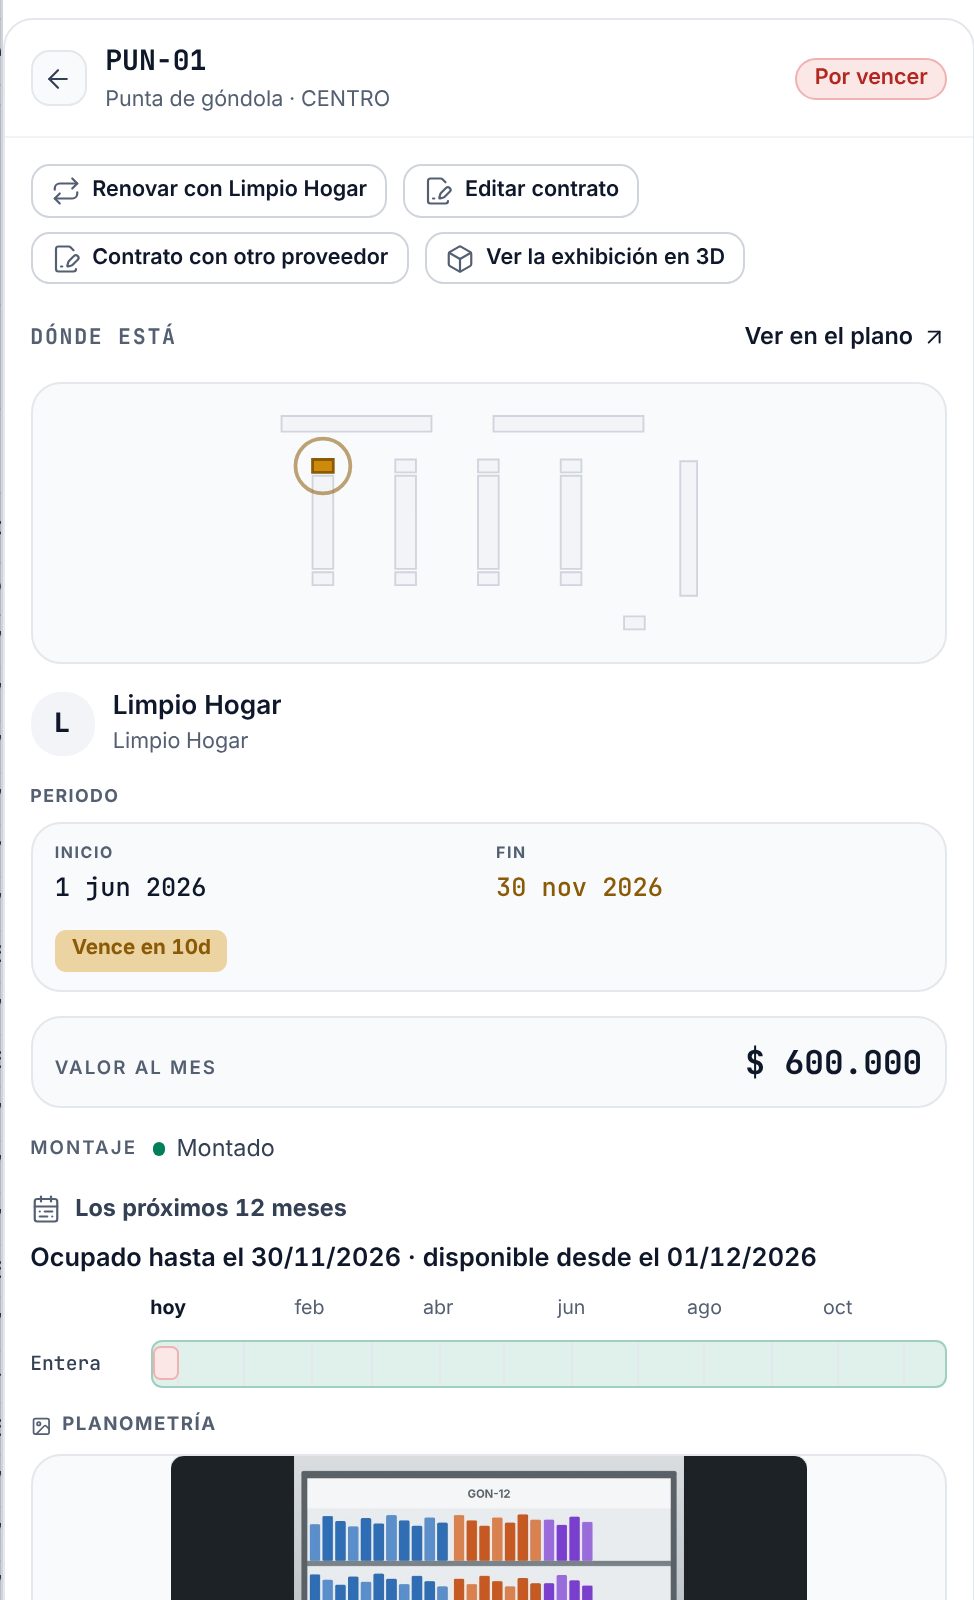 PUN-01
Punta de góndola · CENTRO
Por vencer
Renovar con Limpio Hogar
Editar contrato
Contrato con otro proveedor
Ver la exhibición en 3D
DÓNDE ESTÁ
Ver en el plano
L
Limpio Hogar
Limpio Hogar
PERIODO
INICIO
FIN
1 jun 2026
30 nov 2026
Vence en 10d
VALOR AL MES
$ 600.000
MONTAJE
Montado
Los próximos 12 meses
Ocupado hasta el 30/11/2026 · disponible desde el 01/12/2026
hoy feb abr jun ago oct
Entera
PLANOMETRÍA
GON-12